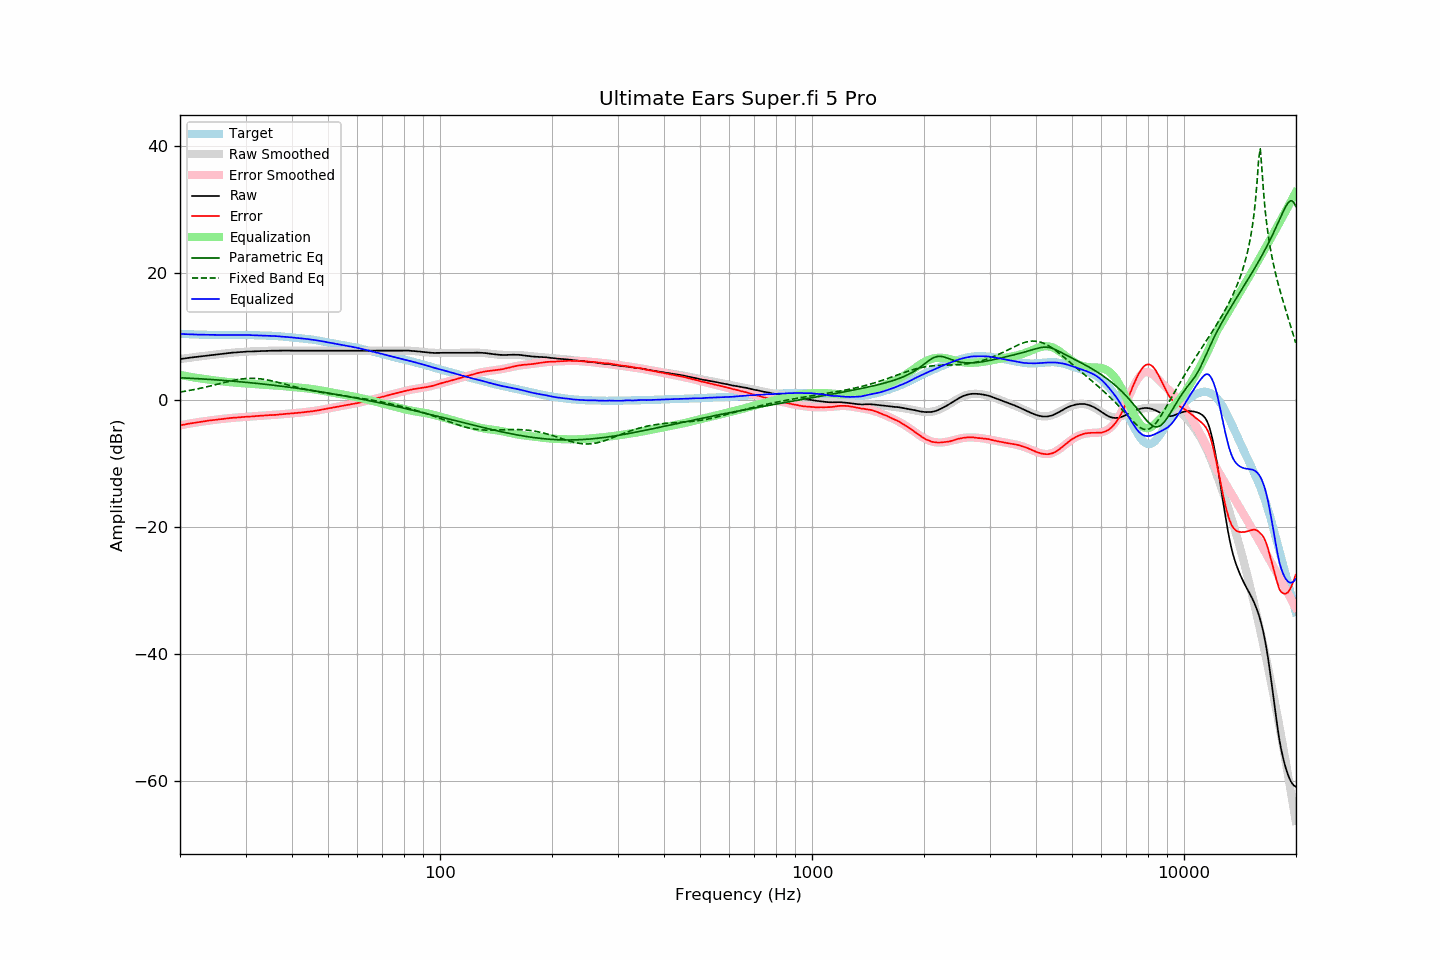 Ultimate Ears Super.fi 5 Pro
Target
Raw Smoothed
Error Smoothed
Raw
Error
Equalization
Parametric Eq
Fixed Band Eq
Equalized
40
20
0
−20
−40
−60
Amplitude (dBr)
100
1000
10000
Frequency (Hz)